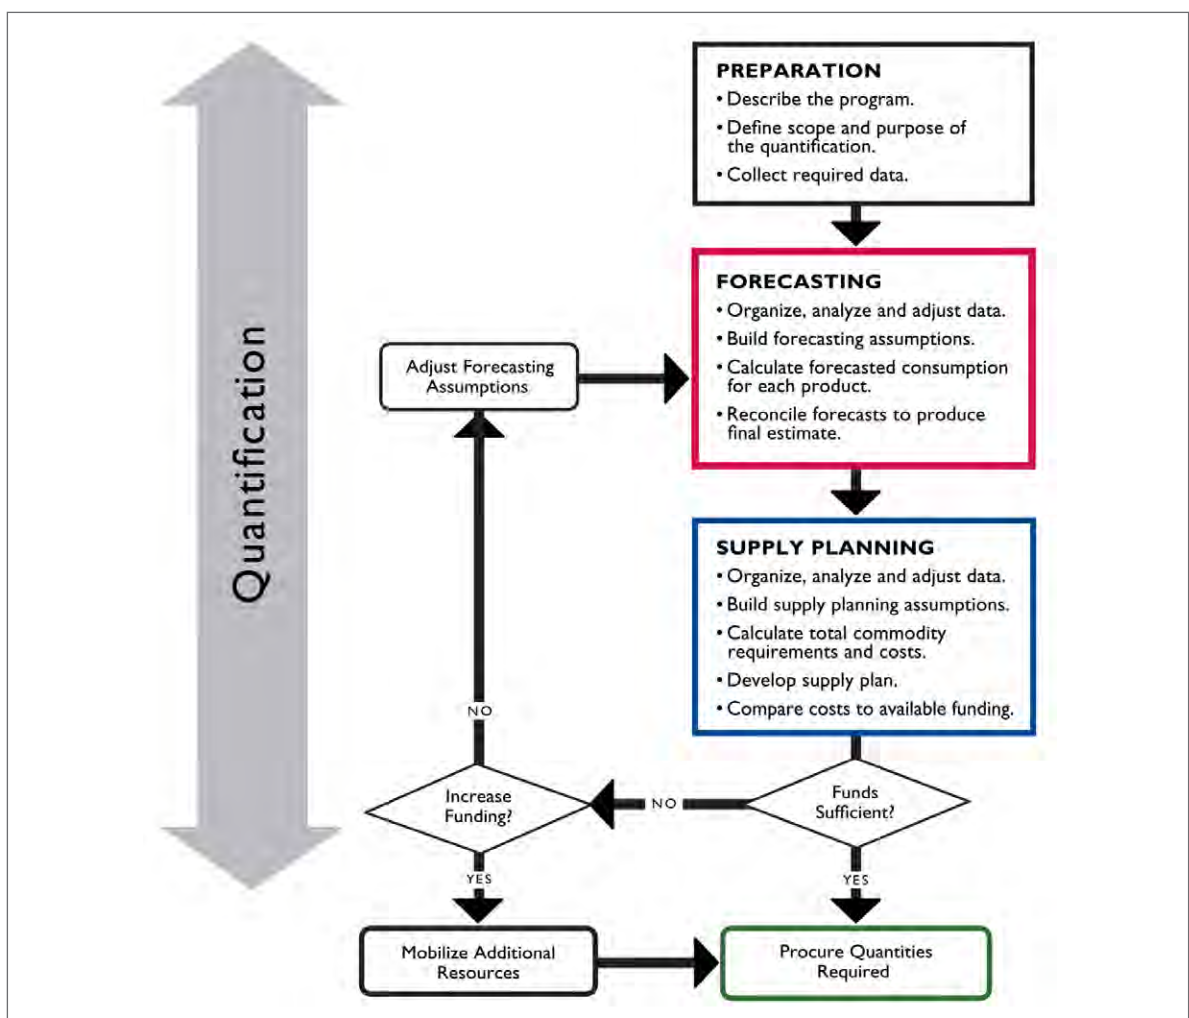 Quantification
PREPARATION
• Describe the program.
• Define scope and purpose of
the quantification.
• Collect required data.
FORECASTING
• Organize, analyze and adjust data.
• Build forecasting assumptions.
• Calculate forecasted consumption
for each product.
• Reconcile forecasts to produce
final estimate.
Adjust Forecasting
Assumptions
SUPPLY PLANNING
• Organize, analyze and adjust data.
• Build supply planning assumptions.
• Calculate total commodity
requirements and costs.
• Develop supply plan.
• Compare costs to available funding.
NO
Increase
Funding?
NO
Funds
Sufficient?
YES
YES
Mobilize Additional
Resources
Procure Quantities
Required